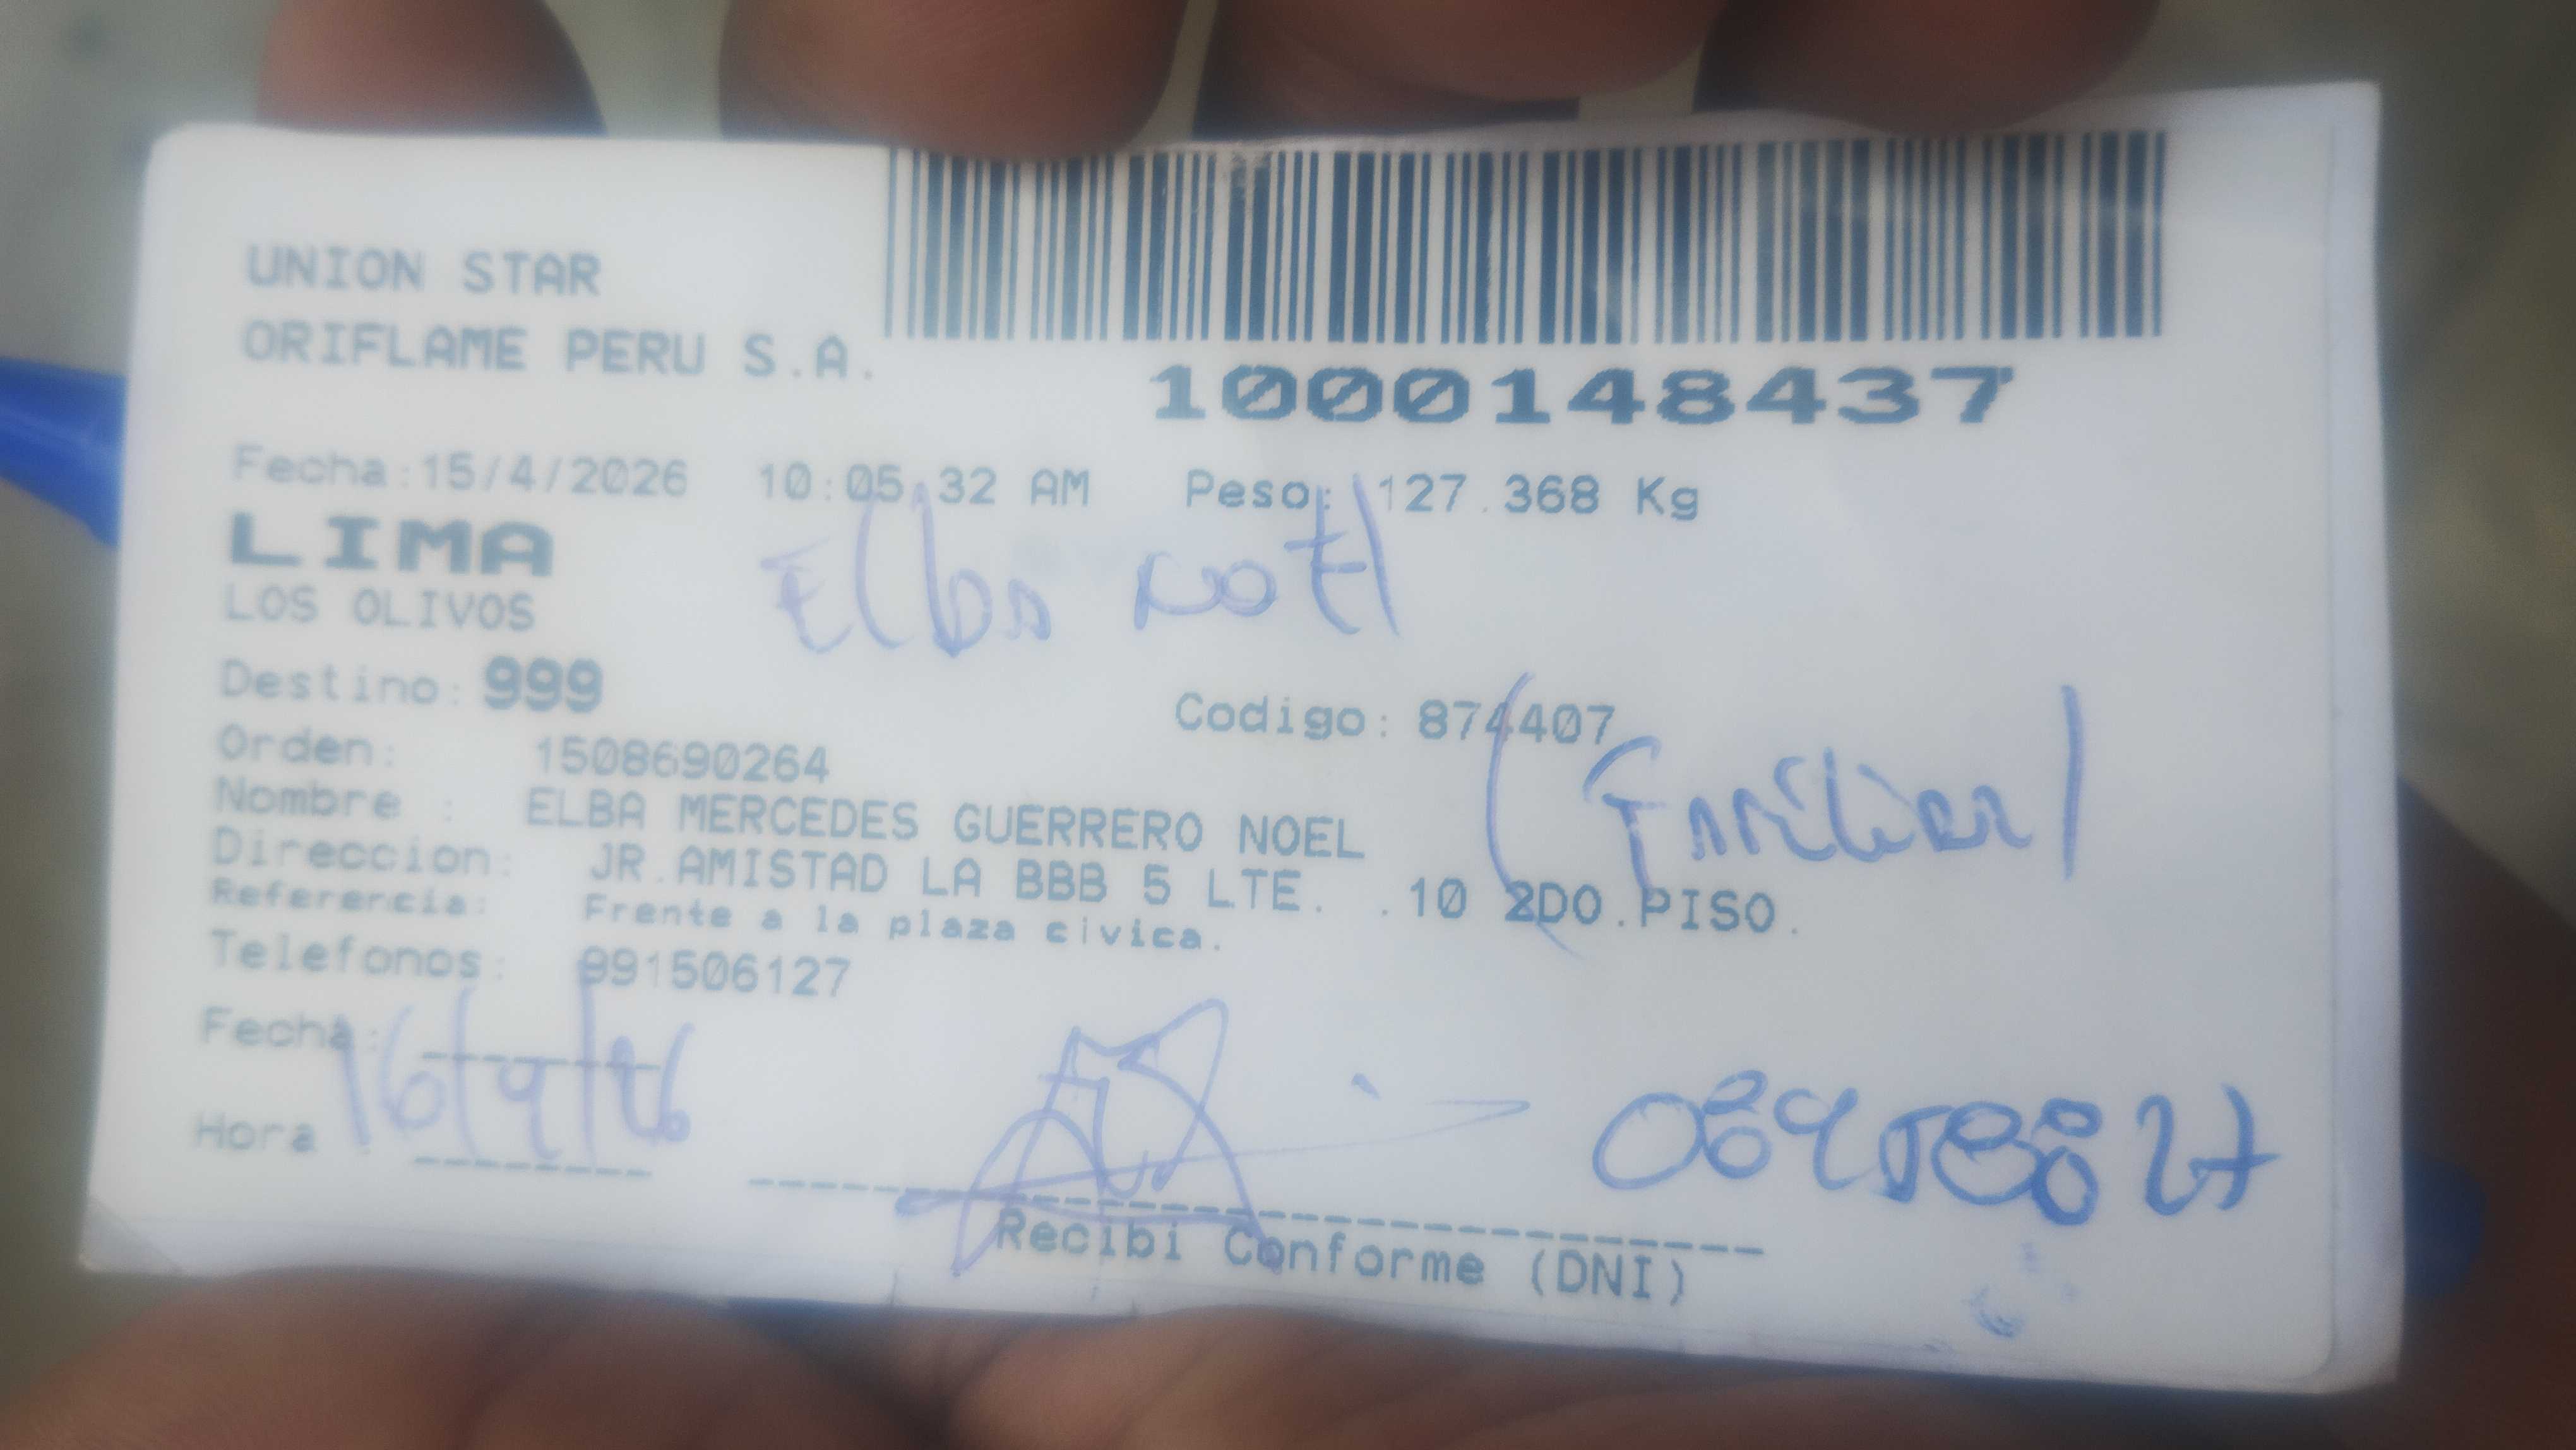 UNION STAR
ORIFLAME PERU S.A.
1000148437
Fecha:15/4/2026 10:05:32 AM Peso: 127.368 Kg
LIMA
LOS OLIVOS
Elba Noel
Destino: 999
Codigo: 874407
Orden: 1508690264
Nombre : ELBA MERCEDES GUERRERO NOEL
(Familiar)
Direccion: JR.AMISTAD LA BBB 5 LTE. .10 2DO.PISO.
Referencia: Frente a la plaza civica.
Telefonos: 991506127
Fecha: 16/4/26
Hora :
Recibi Conforme (DNI)